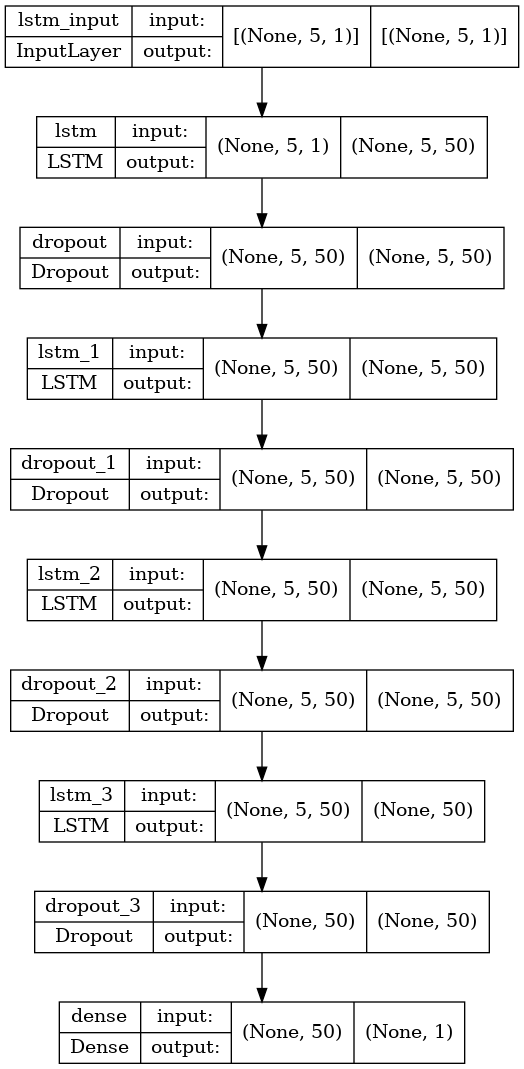 lstm_input input: [(None, 5, 1)] [(None, 5, 1)]
InputLayer output:
lstm input: (None, 5, 1) (None, 5, 50)
LSTM output:
dropout input: (None, 5, 50) (None, 5, 50)
Dropout output:
lstm_1 input: (None, 5, 50) (None, 5, 50)
LSTM output:
dropout_1 input: (None, 5, 50) (None, 5, 50)
Dropout output:
lstm_2 input: (None, 5, 50) (None, 5, 50)
LSTM output:
dropout_2 input: (None, 5, 50) (None, 5, 50)
Dropout output:
lstm_3 input: (None, 5, 50) (None, 50)
LSTM output:
dropout_3 input: (None, 50) (None, 50)
Dropout output:
dense input: (None, 50) (None, 1)
Dense output: